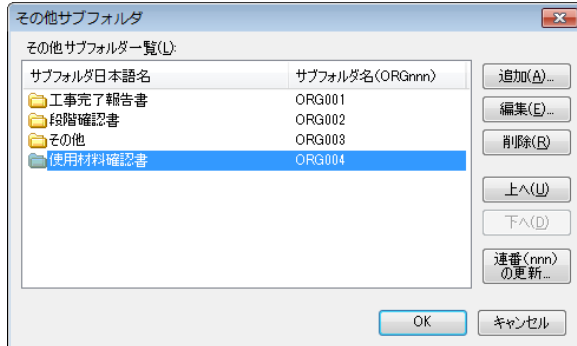 その他サブフォルダ
その他サブフォルダ一覧(L):
サブフォルダ日本語名 サブフォルダ名(ORGnnn)
工事完了報告書 ORG001
段階確認書 ORG002
その他 ORG003
使用材料確認書 ORG004
追加(A)...
編集(E)...
削除(R)
上へ(U)
下へ(D)
連番(nnn)
の更新...
OK キャンセル